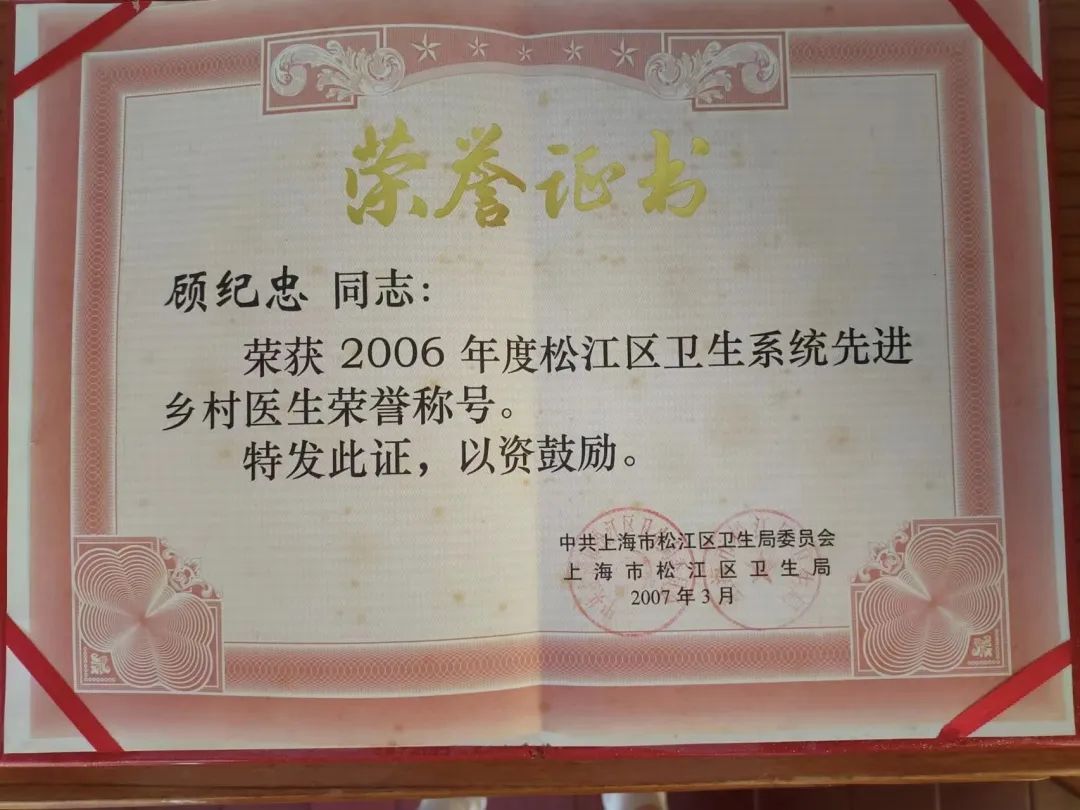 荣誉证书
顾纪忠 同志:
荣获 2006 年度松江区卫生系统先进
乡村医生荣誉称号。
特发此证，以资鼓励。
中共上海市松江区卫生局委员会
上海市松江区卫生局
2007 年 3 月